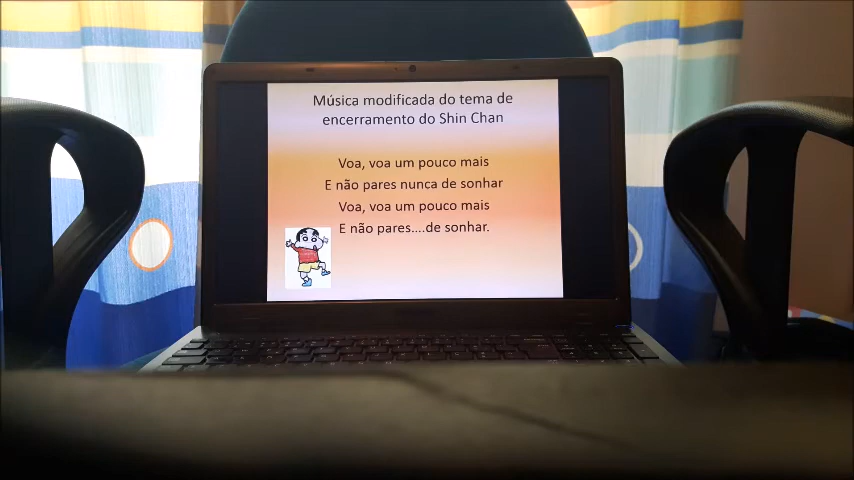 Música modificada do tema de
encerramento do Shin Chan
Voa, voa um pouco mais
E não pares nunca de sonhar
Voa, voa um pouco mais
E não pares....de sonhar.